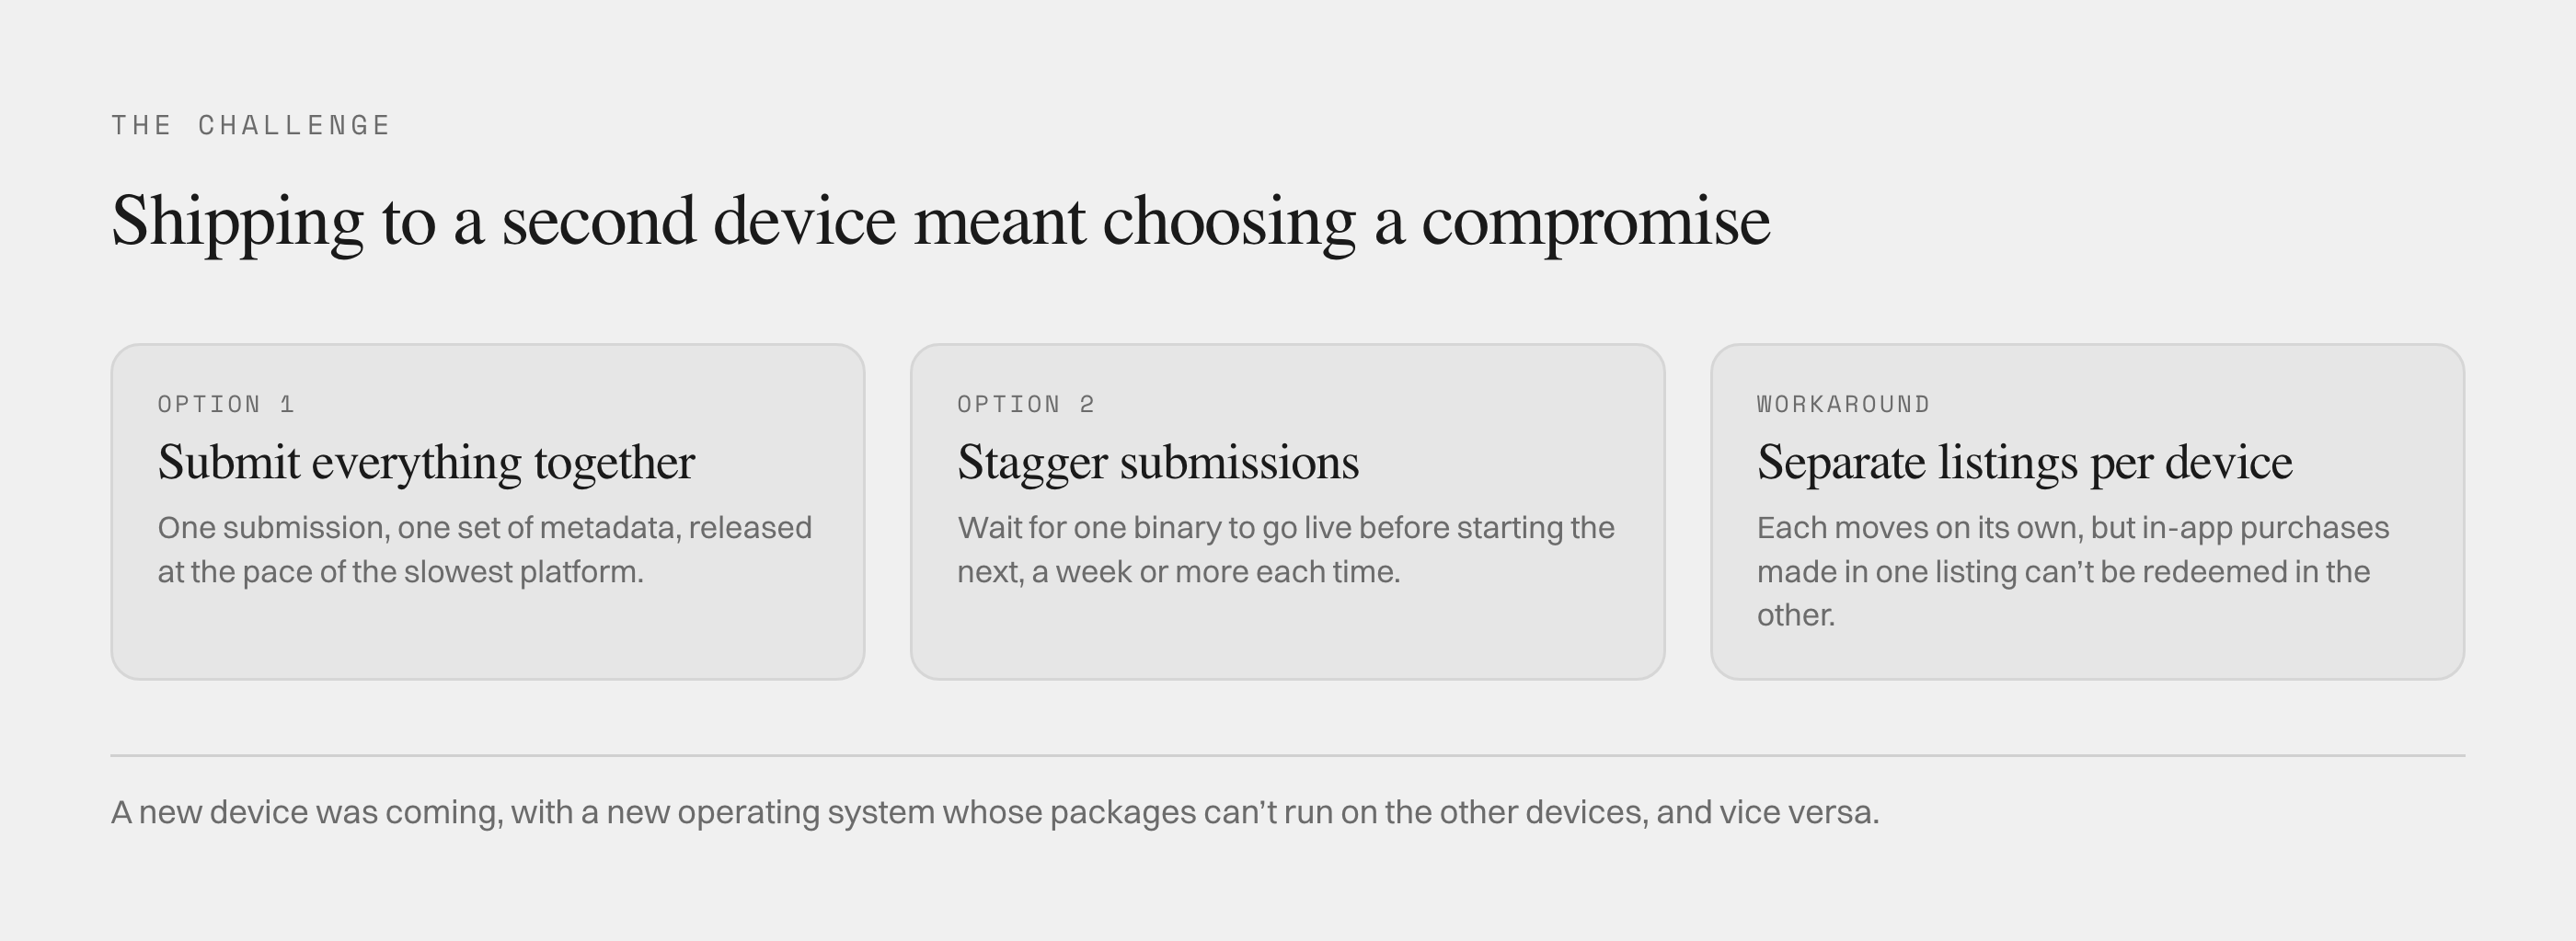 THE CHALLENGE
Shipping to a second device meant choosing a compromise
OPTION 1
Submit everything together
One submission, one set of metadata, released
at the pace of the slowest platform.
OPTION 2
Stagger submissions
Wait for one binary to go live before starting the
next, a week or more each time.
WORKAROUND
Separate listings per device
Each moves on its own, but in-app purchases
made in one listing can’t be redeemed in the
other.
A new device was coming, with a new operating system whose packages can’t run on the other devices, and vice versa.